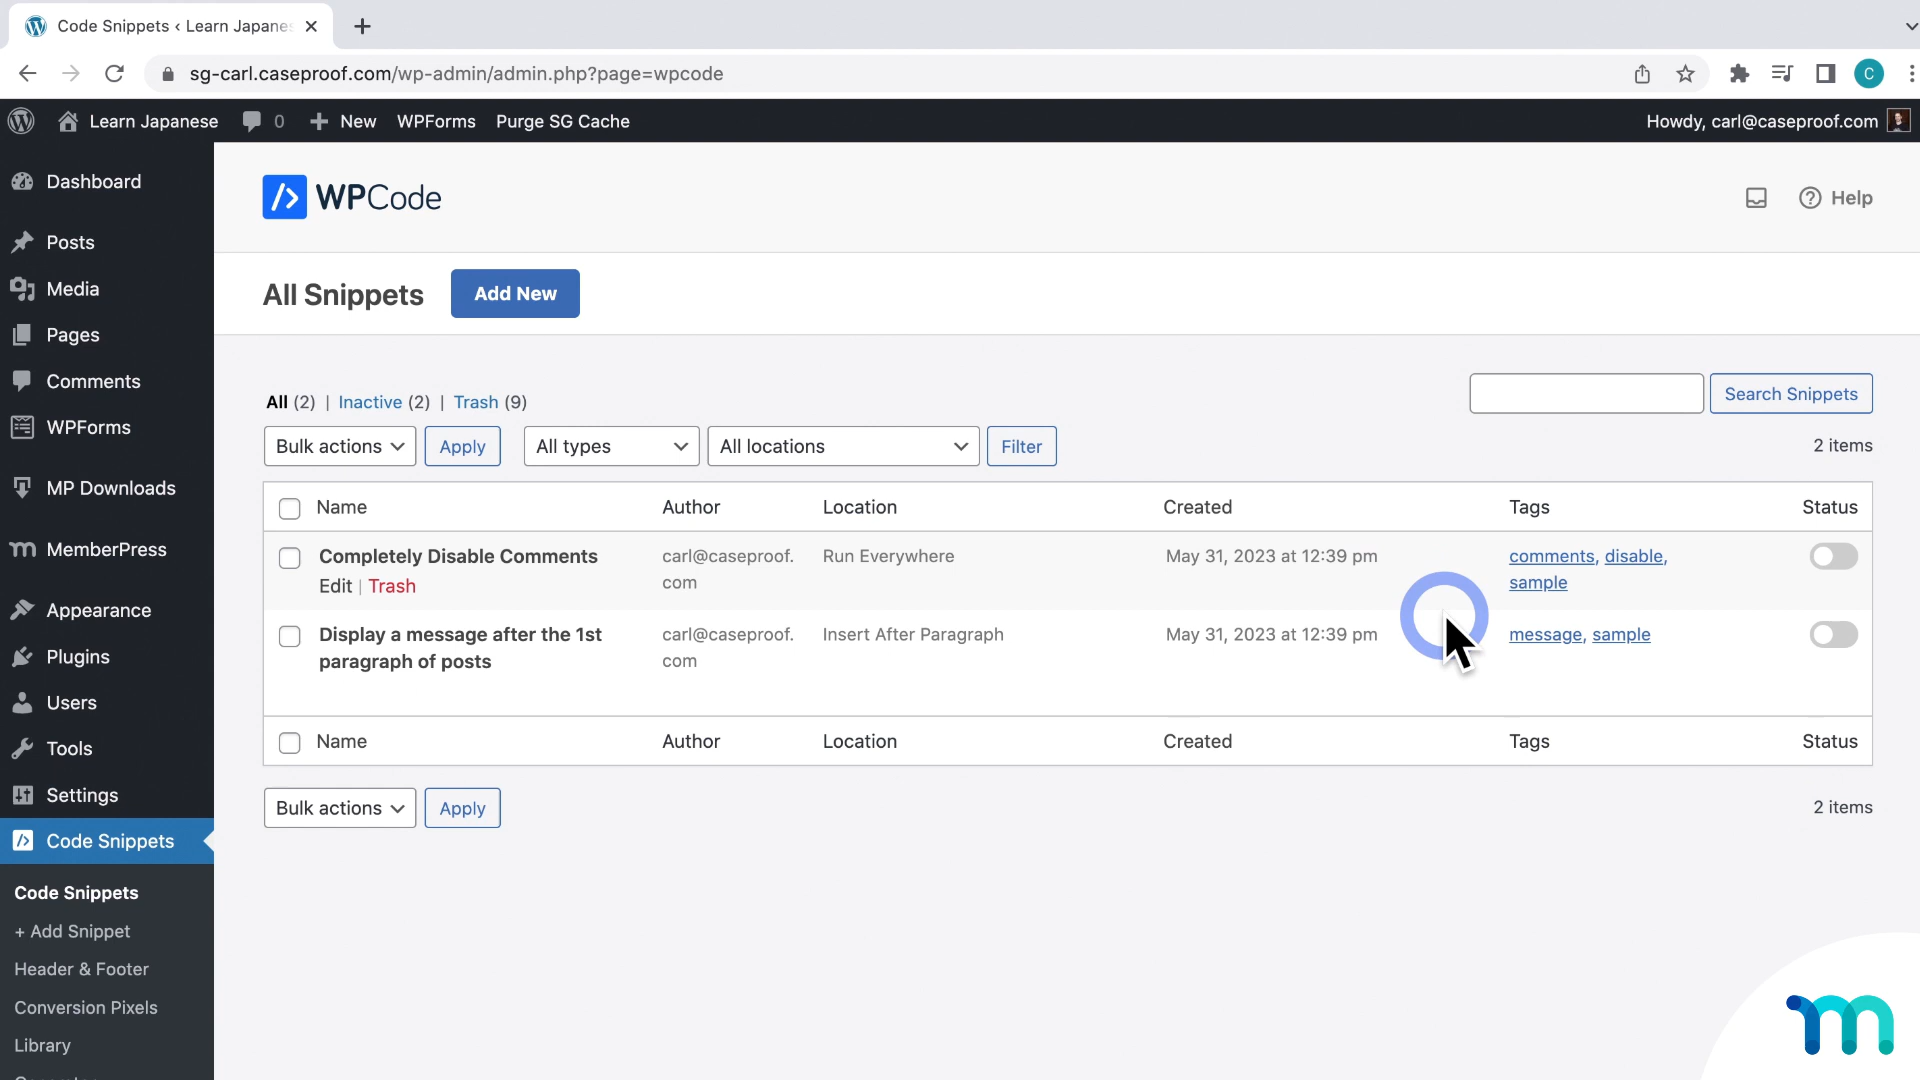 Code Snippets ‹ Learn Japane
sg-carl.caseproof.com/wp-admin/admin.php?page=wpcode
C
Learn Japanese 0 New WPForms Purge SG Cache Howdy, carl@caseproof.com
Dashboard
Posts
Media
Pages
Comments
WPForms
MP Downloads
MemberPress
Appearance
Plugins
Users
Tools
Settings
Code Snippets
Code Snippets
+ Add Snippet
Header & Footer
Conversion Pixels
Library
WPCode
Help
All Snippets Add New
All (2) | Inactive (2) | Trash (9)
Search Snippets
Bulk actions Apply All types All locations Filter 2 items
Name Author Location Created Tags Status
Completely Disable Comments carl@caseproof. Run Everywhere May 31, 2023 at 12:39 pm comments, disable,
Edit | Trash com sample
Display a message after the 1st carl@caseproof. Insert After Paragraph May 31, 2023 at 12:39 pm message, sample
paragraph of posts com
Name Author Location Created Tags Status
Bulk actions Apply 2 items
m